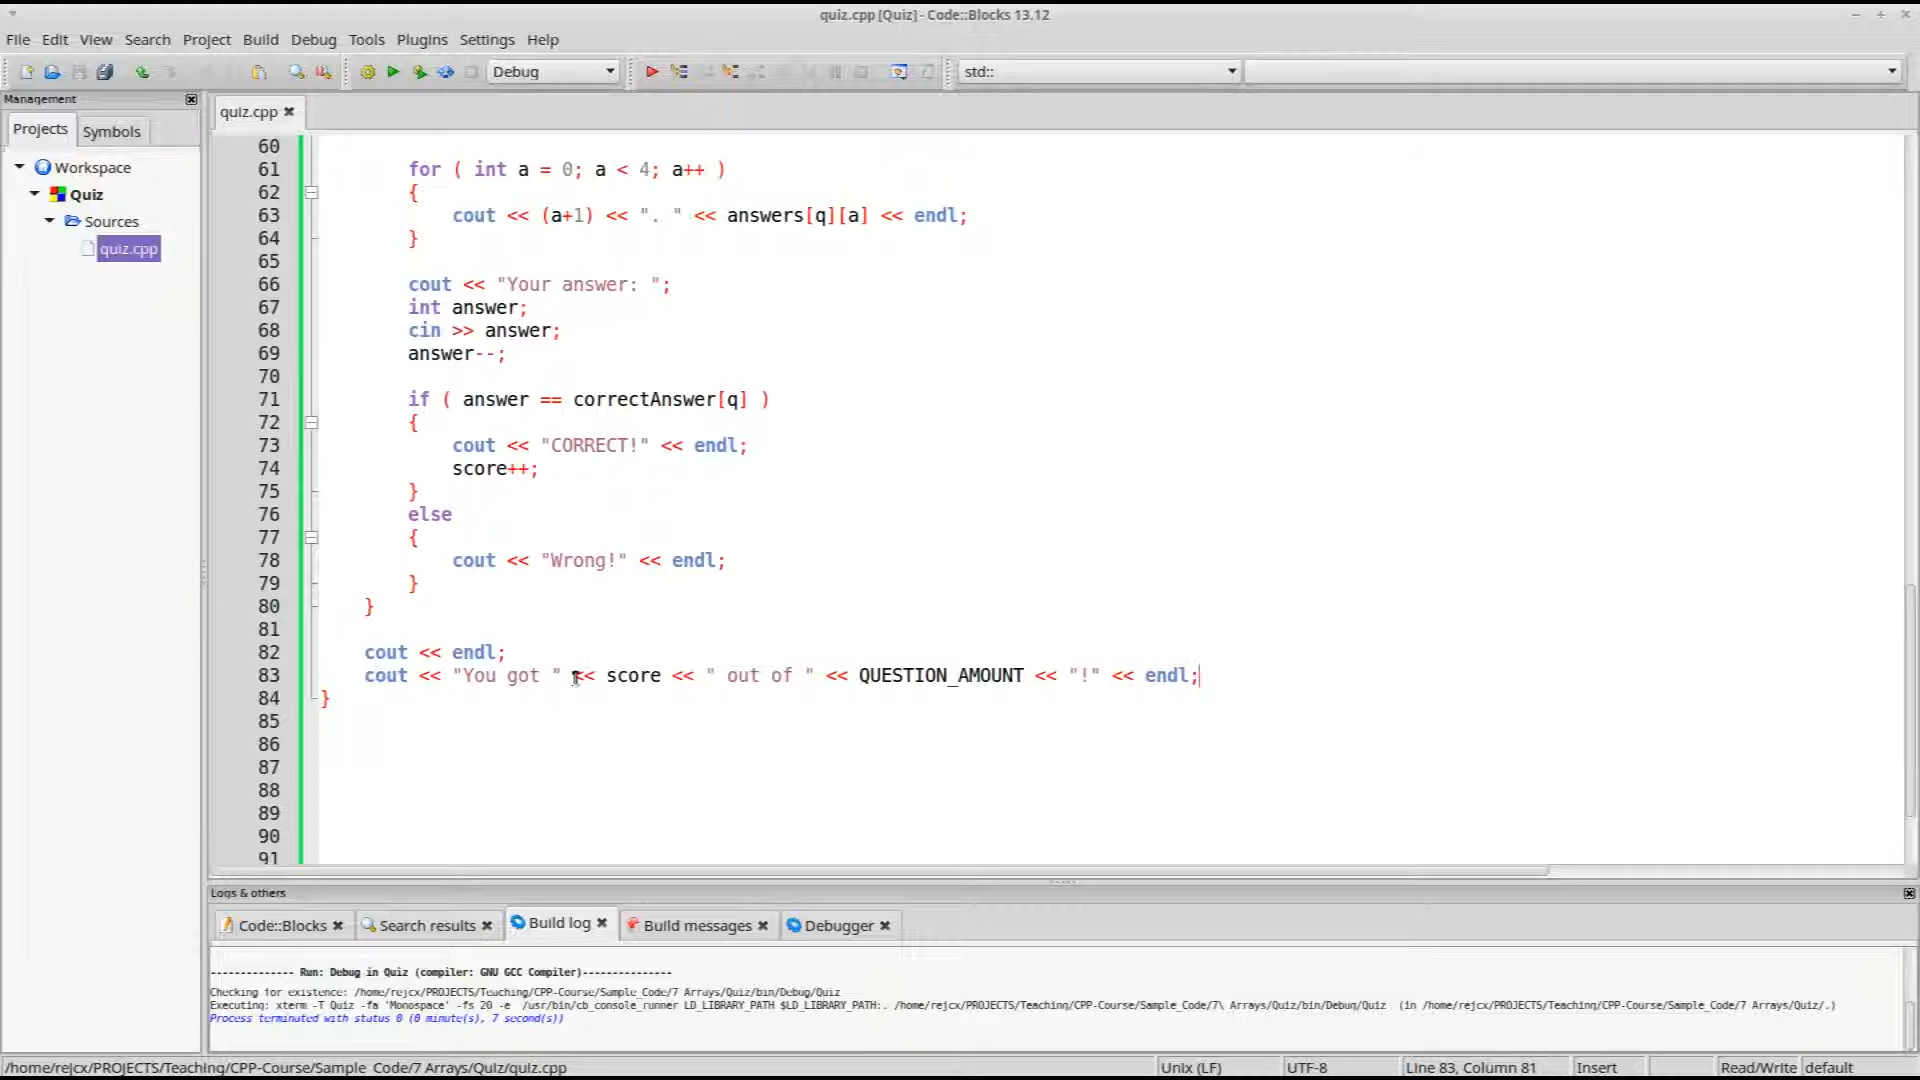 quiz.cpp [Quiz] - Code::Blocks 13.12
File Edit View Search Project Build Debug Tools Plugins Settings Help
Debug std::
Management
quiz.cpp
Projects Symbols
Workspace
Quiz
Sources
quiz.cpp
60
61 for ( int a = 0; a < 4; a++ )
62 {
63 cout << (a+1) << ". " << answers[q][a] << endl;
64 }
65
66 cout << "Your answer: ";
67 int answer;
68 cin >> answer;
69 answer--;
70
71 if ( answer == correctAnswer[q] )
72 {
73 cout << "CORRECT!" << endl;
74 score++;
75 }
76 else
77 {
78 cout << "Wrong!" << endl;
79 }
80 }
81
82 cout << endl;
83 cout << "You got " << score << " out of " << QUESTION_AMOUNT << "!" << endl;
84 }
85
86
87
88
89
90
91
Logs & others
Code::Blocks Search results Build log Build messages Debugger
-------------- Run: Debug in Quiz (compiler: GNU GCC Compiler)---------------
Checking for existence: /home/rejcx/PROJECTS/Teaching/CPP-Course/Sample_Code/7 Arrays/Quiz/bin/Debug/Quiz
Executing: xterm -T Quiz -fa 'Monospace' -fs 20 -e /usr/bin/cb_console_runner LD_LIBRARY_PATH=$LD_LIBRARY_PATH:. /home/rejcx/PROJECTS/Teaching/CPP-Course/Sample_Code/7\ Arrays/Quiz/bin/Debug/Quiz (in /home/rejcx/PROJECTS/Teaching/CPP-Course/Sample_Code/7 Arrays/Quiz/.)
Process terminated with status 0 (0 minute(s), 7 second(s))
/home/rejcx/PROJECTS/Teaching/CPP-Course/Sample_Code/7 Arrays/Quiz/quiz.cpp Unix (LF) UTF-8 Line 83, Column 81 Insert Read/Write default